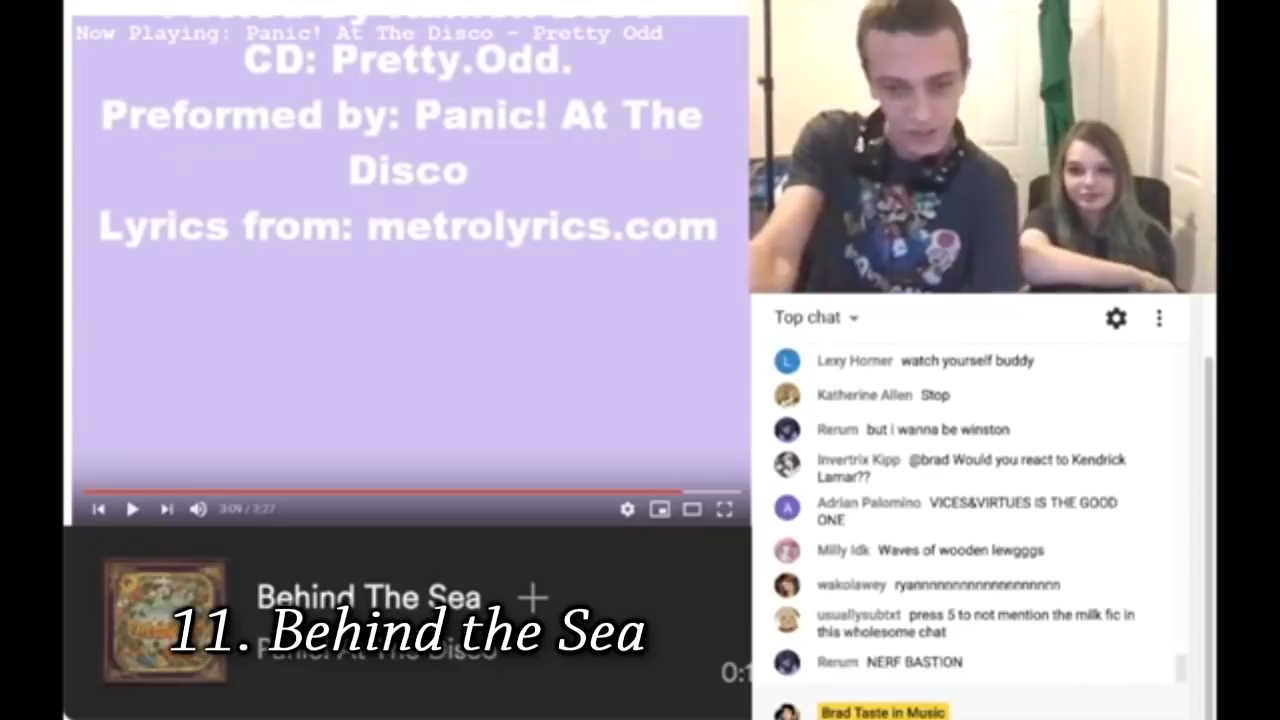 Now Playing: Panic! At The Disco - Pretty Odd
CD: Pretty.Odd.
Preformed by: Panic! At The
Disco
Lyrics from: metrolyrics.com
3:09 / 3:27
Behind The Sea
11. Behind the Sea
Panic! At The Disco
Top chat
L Lexy Horner watch yourself buddy
Katherine Allen Stop
Rerum but i wanna be winston
Invertrix Kipp @brad Would you react to Kendrick
Lamar??
A Adrian Palomino VICES&VIRTUES IS THE GOOD
ONE
Milly Idk Waves of wooden lewgggs
wakolawey ryannnnnnnnnnnnnnnnnnnn
usuallysubtxt press 5 to not mention the milk fic in
this wholesome chat
Rerum NERF BASTION
Brad Taste in Music